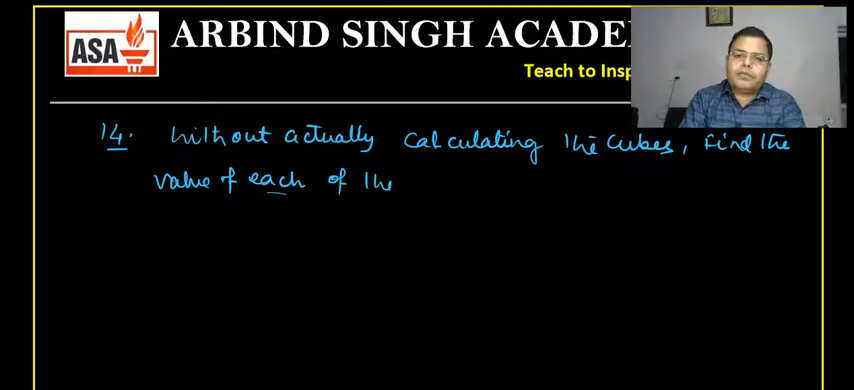 ASA
ARBIND SINGH ACADE
Teach to Insp
14. Without actually calculating the cubes, find the
value of each of the